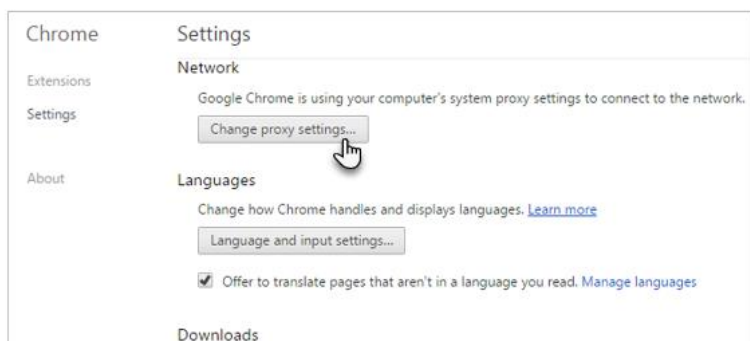 Chrome
Settings
Extensions
Settings
About
Network
Google Chrome is using your computer's system proxy settings to connect to the network.
Change proxy settings...
Languages
Change how Chrome handles and displays languages. Learn more
Language and input settings...
Offer to translate pages that aren't in a language you read. Manage languages
Downloads